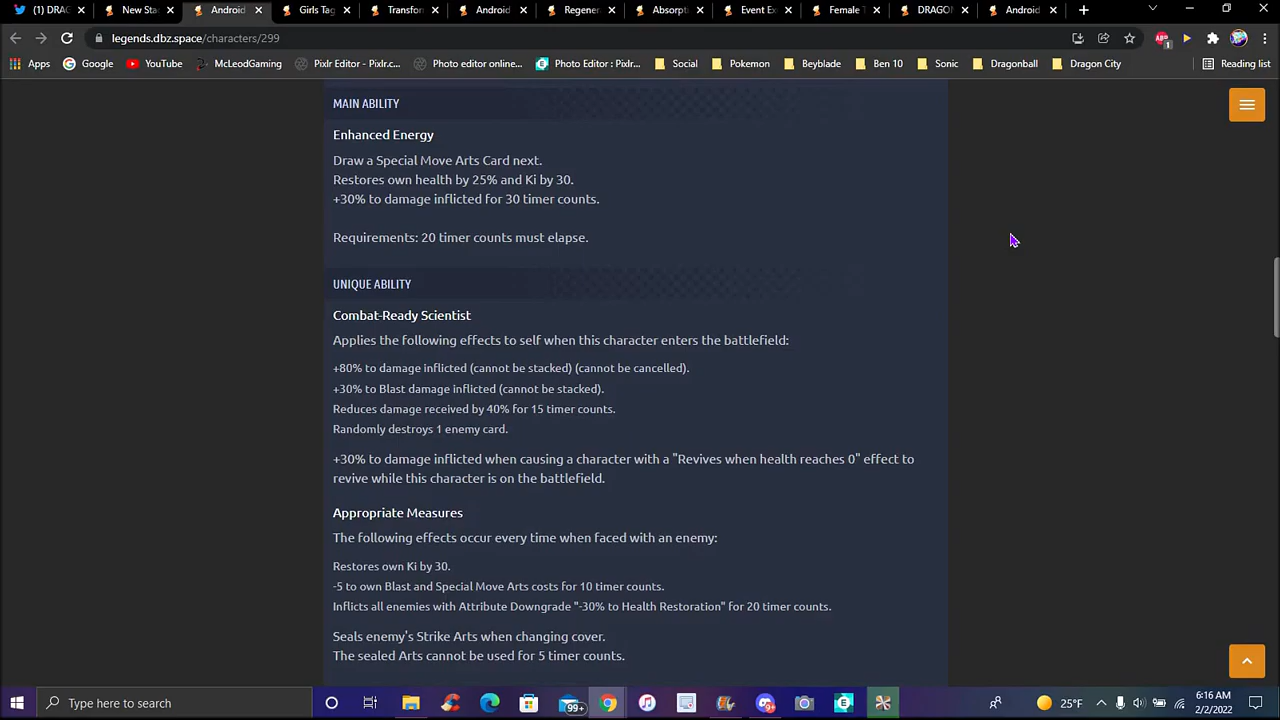 (1) DRAG
New Stac
Android
Girls Tag
Transfor
Android
Regener
Absorpt
Event Ex
Female T
DRAGON
Android
legends.dbz.space/characters/299
Apps
Google
YouTube
McLeodGaming
Pixlr Editor - Pixlr.c...
Photo editor online...
Photo Editor : Pixlr...
Social
Pokemon
Beyblade
Ben 10
Sonic
Dragonball
Dragon City
Reading list
MAIN ABILITY
Enhanced Energy
Draw a Special Move Arts Card next.
Restores own health by 25% and Ki by 30.
+30% to damage inflicted for 30 timer counts.
Requirements: 20 timer counts must elapse.
UNIQUE ABILITY
Combat-Ready Scientist
Applies the following effects to self when this character enters the battlefield:
+80% to damage inflicted (cannot be stacked) (cannot be cancelled).
+30% to Blast damage inflicted (cannot be stacked).
Reduces damage received by 40% for 15 timer counts.
Randomly destroys 1 enemy card.
+30% to damage inflicted when causing a character with a "Revives when health reaches 0" effect to
revive while this character is on the battlefield.
Appropriate Measures
The following effects occur every time when faced with an enemy:
Restores own Ki by 30.
-5 to own Blast and Special Move Arts costs for 10 timer counts.
Inflicts all enemies with Attribute Downgrade "-30% to Health Restoration" for 20 timer counts.
Seals enemy's Strike Arts when changing cover.
The sealed Arts cannot be used for 5 timer counts.
Type here to search
99+
25°F
6:16 AM
2/2/2022